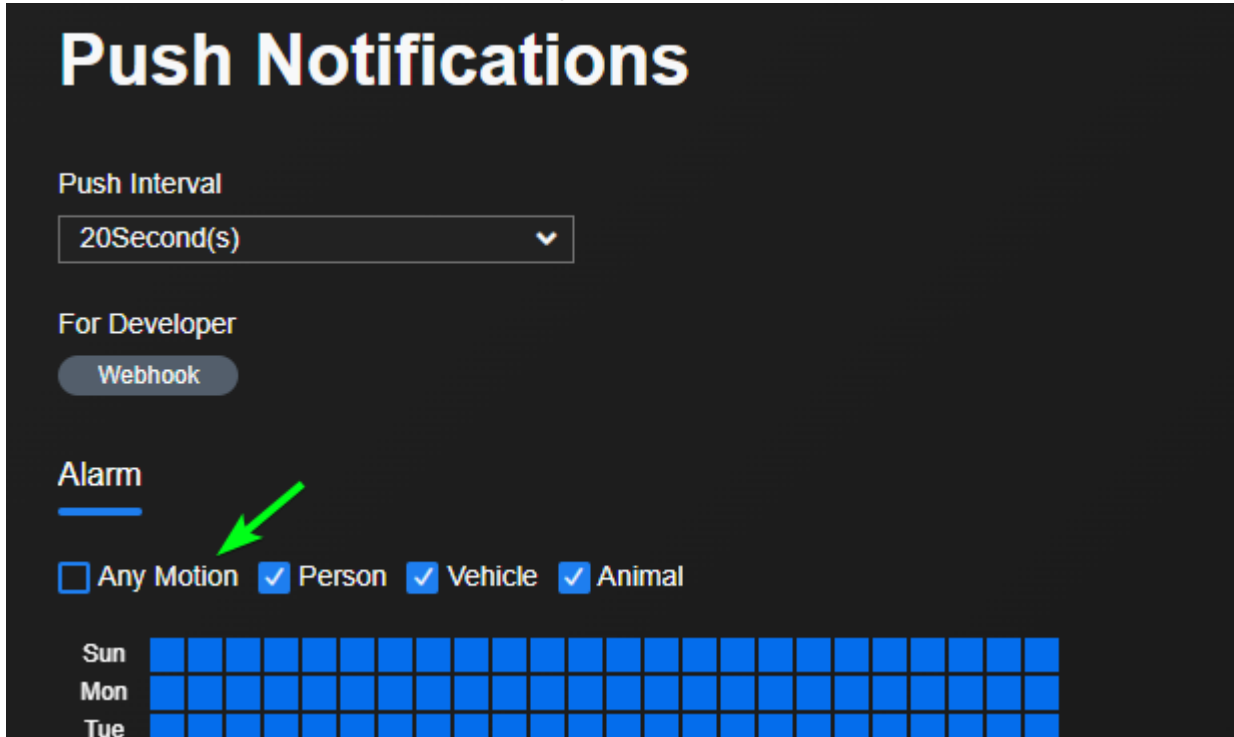 Push Notifications
Push Interval
20Second(s)
For Developer
Webhook
Alarm
Any Motion Person Vehicle Animal
Sun
Mon
Tue